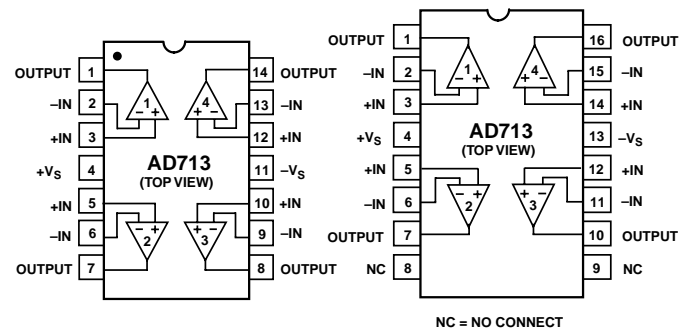 OUTPUT 1 14 OUTPUT
–IN 2 1 4 13 –IN
– + + –
+IN 3 12 +IN
+VS 4 AD713 11 –VS
(TOP VIEW)
+IN 5 10 +IN
+ – + –
–IN 6 2 3 9 –IN
OUTPUT 7 8 OUTPUT
OUTPUT 1 16 OUTPUT
–IN 2 1 4 15 –IN
– + + –
+IN 3 14 +IN
+VS 4 AD713 13 –VS
(TOP VIEW)
+IN 5 12 +IN
+ – + –
–IN 6 2 3 11 –IN
OUTPUT 7 10 OUTPUT
NC 8 9 NC
NC = NO CONNECT